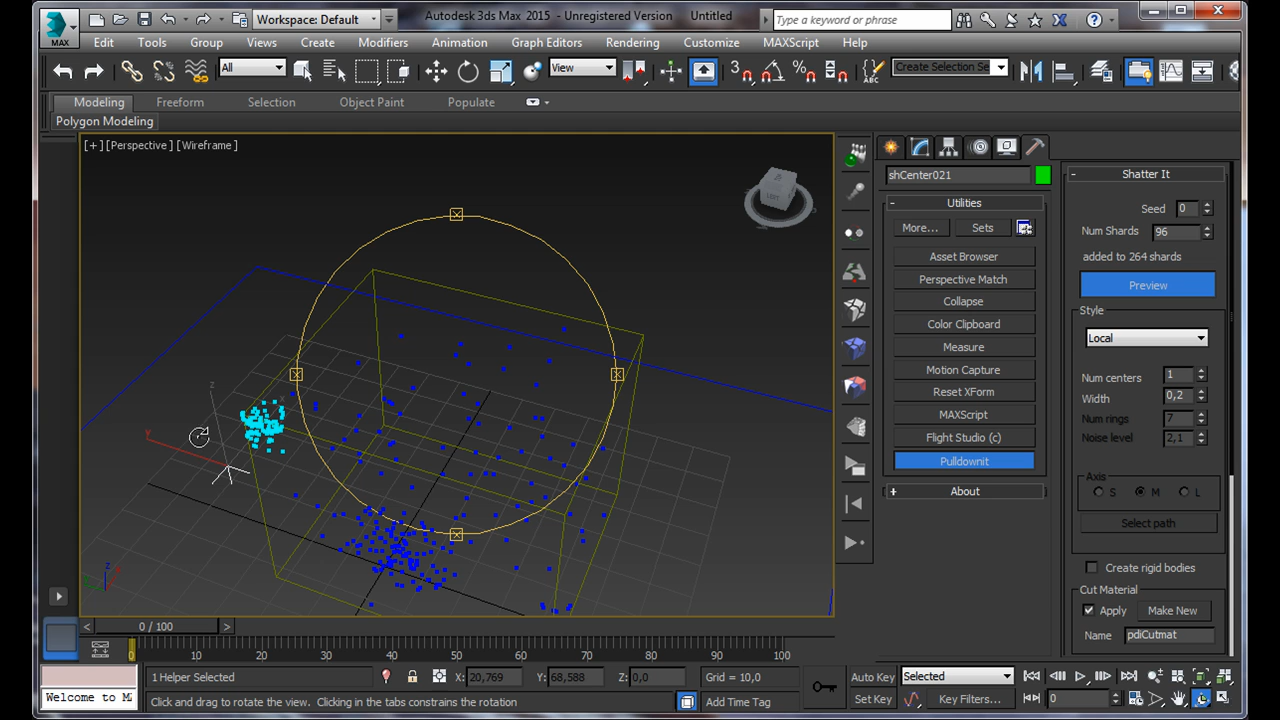 Workspace: Default
Autodesk 3ds Max 2015 - Unregistered Version Untitled
Type a keyword or phrase
MAX
Edit Tools Group Views Create Modifiers Animation Graph Editors Rendering Customize MAXScript Help
All
View
3
ABC
Create Selection Se
Modeling Freeform Selection Object Paint Populate
Polygon Modeling
[+] [Perspective] [Wireframe]
shCenter021
- Utilities
More... Sets
Asset Browser
Perspective Match
Collapse
Color Clipboard
Measure
Motion Capture
Reset XForm
MAXScript
Flight Studio (c)
Pulldownit
+ About
- Shatter It
Seed 0
Num Shards 96
added to 264 shards
Preview
Style
Local
Num centers 1
Width 0,2
Num rings 7
Noise level 2,1
Axis
S M L
Select path
Create rigid bodies
Cut Material
Apply Make New
Name pdiCutmat
z
x
y
z
< 0 / 100 >
0 10 20 30 40 50 60 70 80 90 100
1 Helper Selected
X: 20,769 Y: 68,588 Z: 0,0
Grid = 10,0
Auto Key Selected
Welcome to M
Click and drag to rotate the view. Clicking in the tabs constrains the rotation
Add Time Tag
Set Key Key Filters... 0